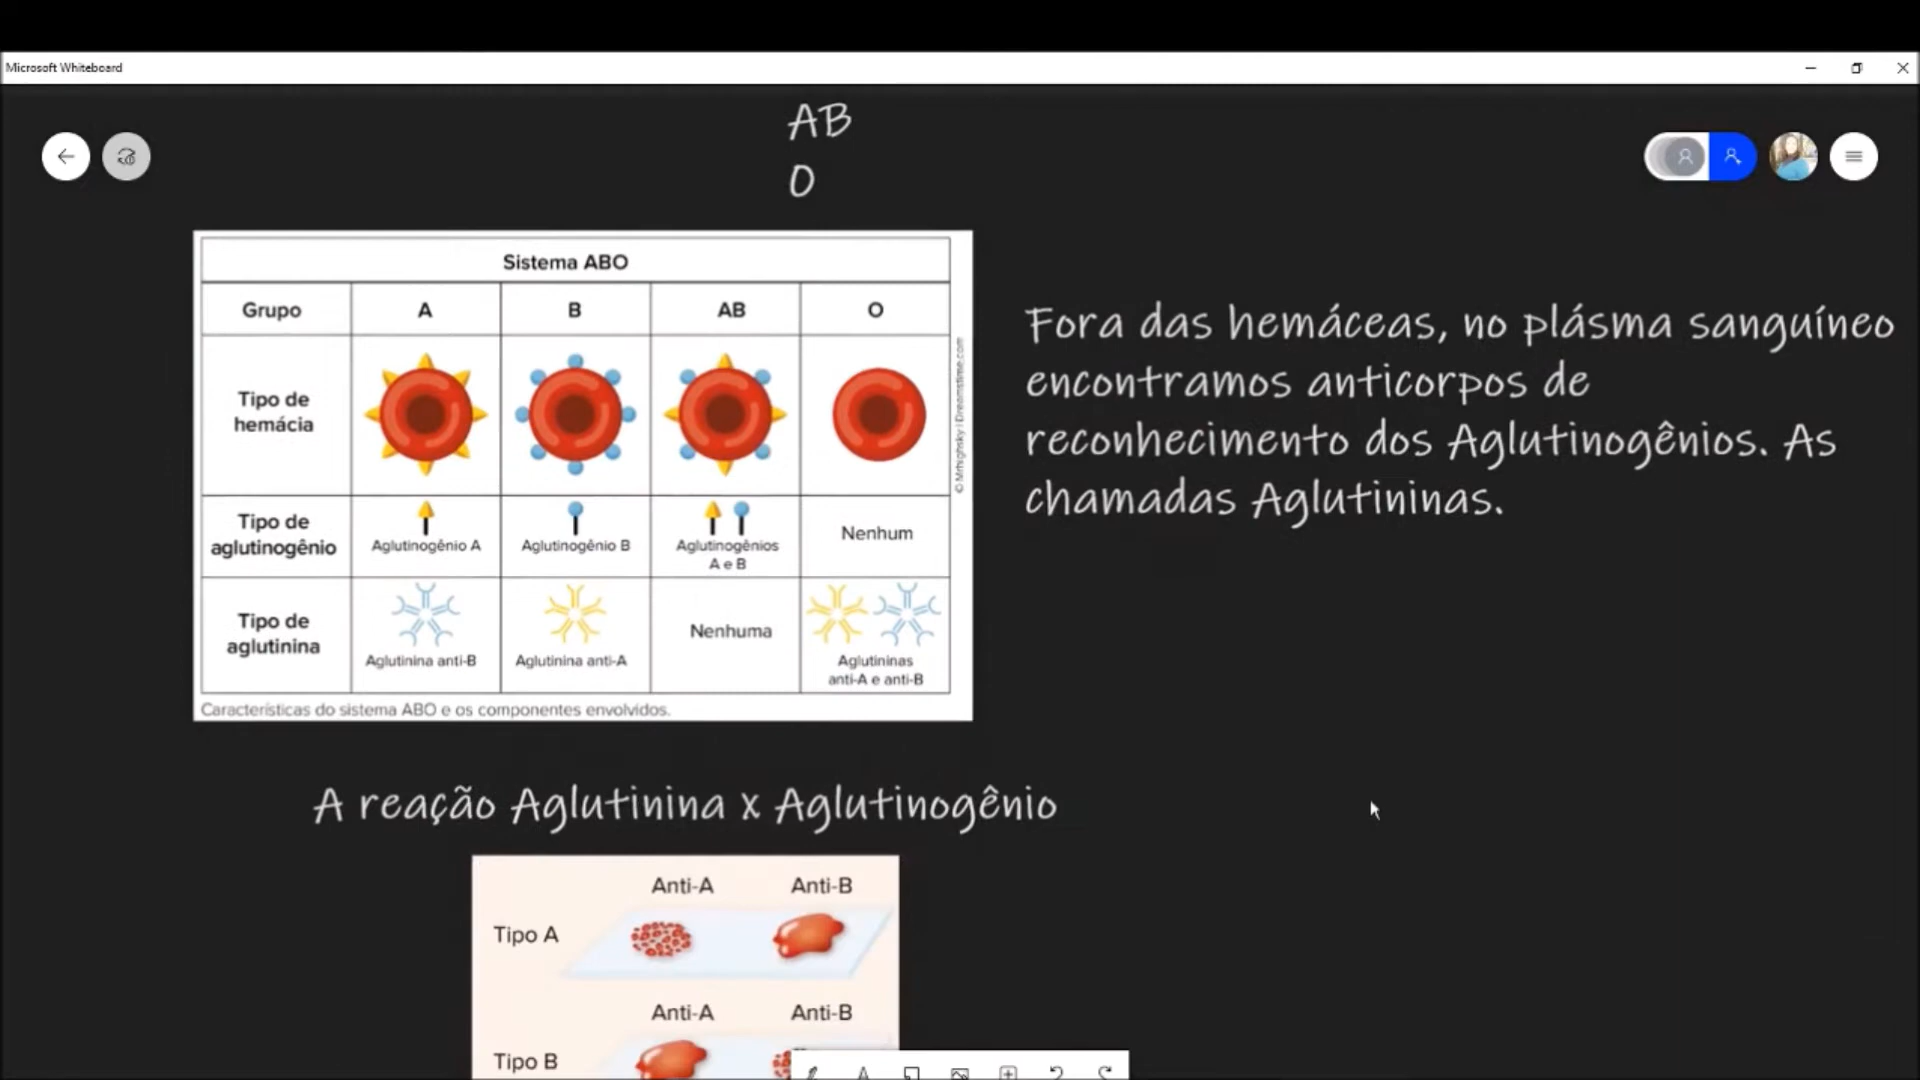 Microsoft Whiteboard
AB
O
Sistema ABO
Grupo A B AB O
Tipo de
hemácia
Tipo de
aglutinogênio
Aglutinogênio A
Aglutinogênio B
Aglutinogênios
A e B
Nenhum
Tipo de
aglutinina
Aglutinina anti-B
Aglutinina anti-A
Nenhuma
Aglutininas
anti-A e anti-B
© Mrhighsky | Dreamstime.com
Características do sistema ABO e os componentes envolvidos.
Fora das hemáceas, no plásma sanguíneo
encontramos anticorpos de
reconhecimento dos Aglutinogênios. As
chamadas Aglutininas.
A reação Aglutinina x Aglutinogênio
Anti-A Anti-B
Tipo A
Anti-A Anti-B
Tipo B